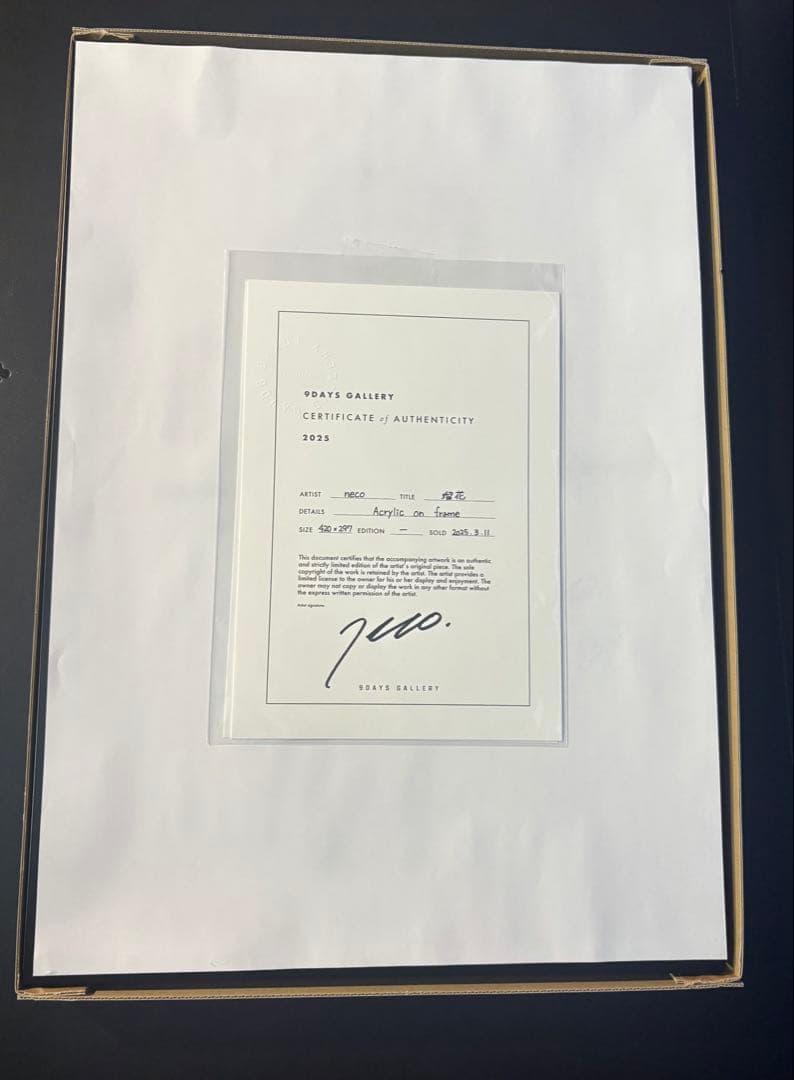 9DAYS GALLERY
CERTIFICATE of AUTHENTICITY
2025
ARTIST neco TITLE 花
DETAILS Acrylic on frame
SIZE 420×297 EDITION — SOLD 2025.3.11
This document certifies that the accompanying artwork is an authentic
and strictly limited edition of the artist's original piece. The sole
copyright of the work is retained by the artist. The artist provides a
limited license to the owner for his or her display and enjoyment. The
owner may not copy or display the work in any other format without
the express written permission of the artist.
Artist signature
neco.
9DAYS GALLERY